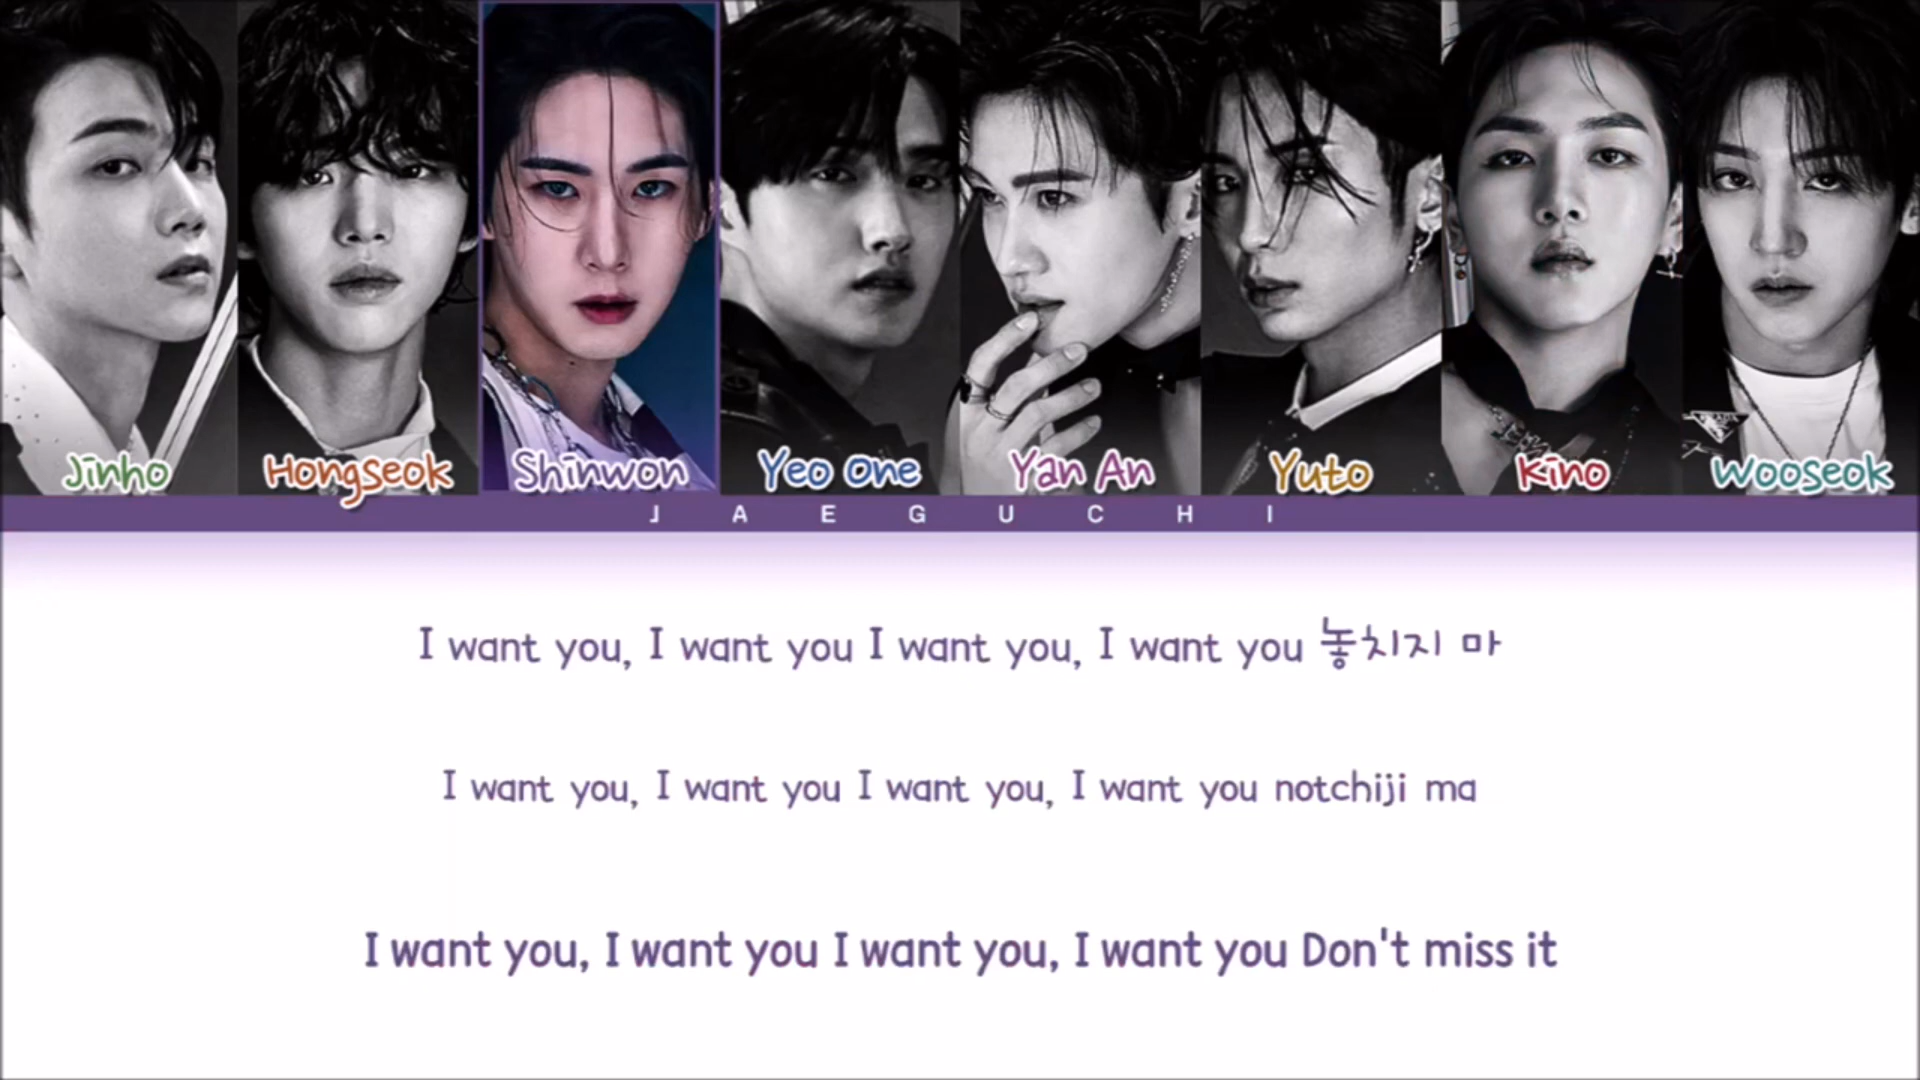 Jinho Hongseok Shinwon Yeo One Yan An Yuto Kino Wooseok
JAEGUCHI
I want you, I want you I want you, I want you 놓치지 마
I want you, I want you I want you, I want you notchiji ma
I want you, I want you I want you, I want you Don't miss it